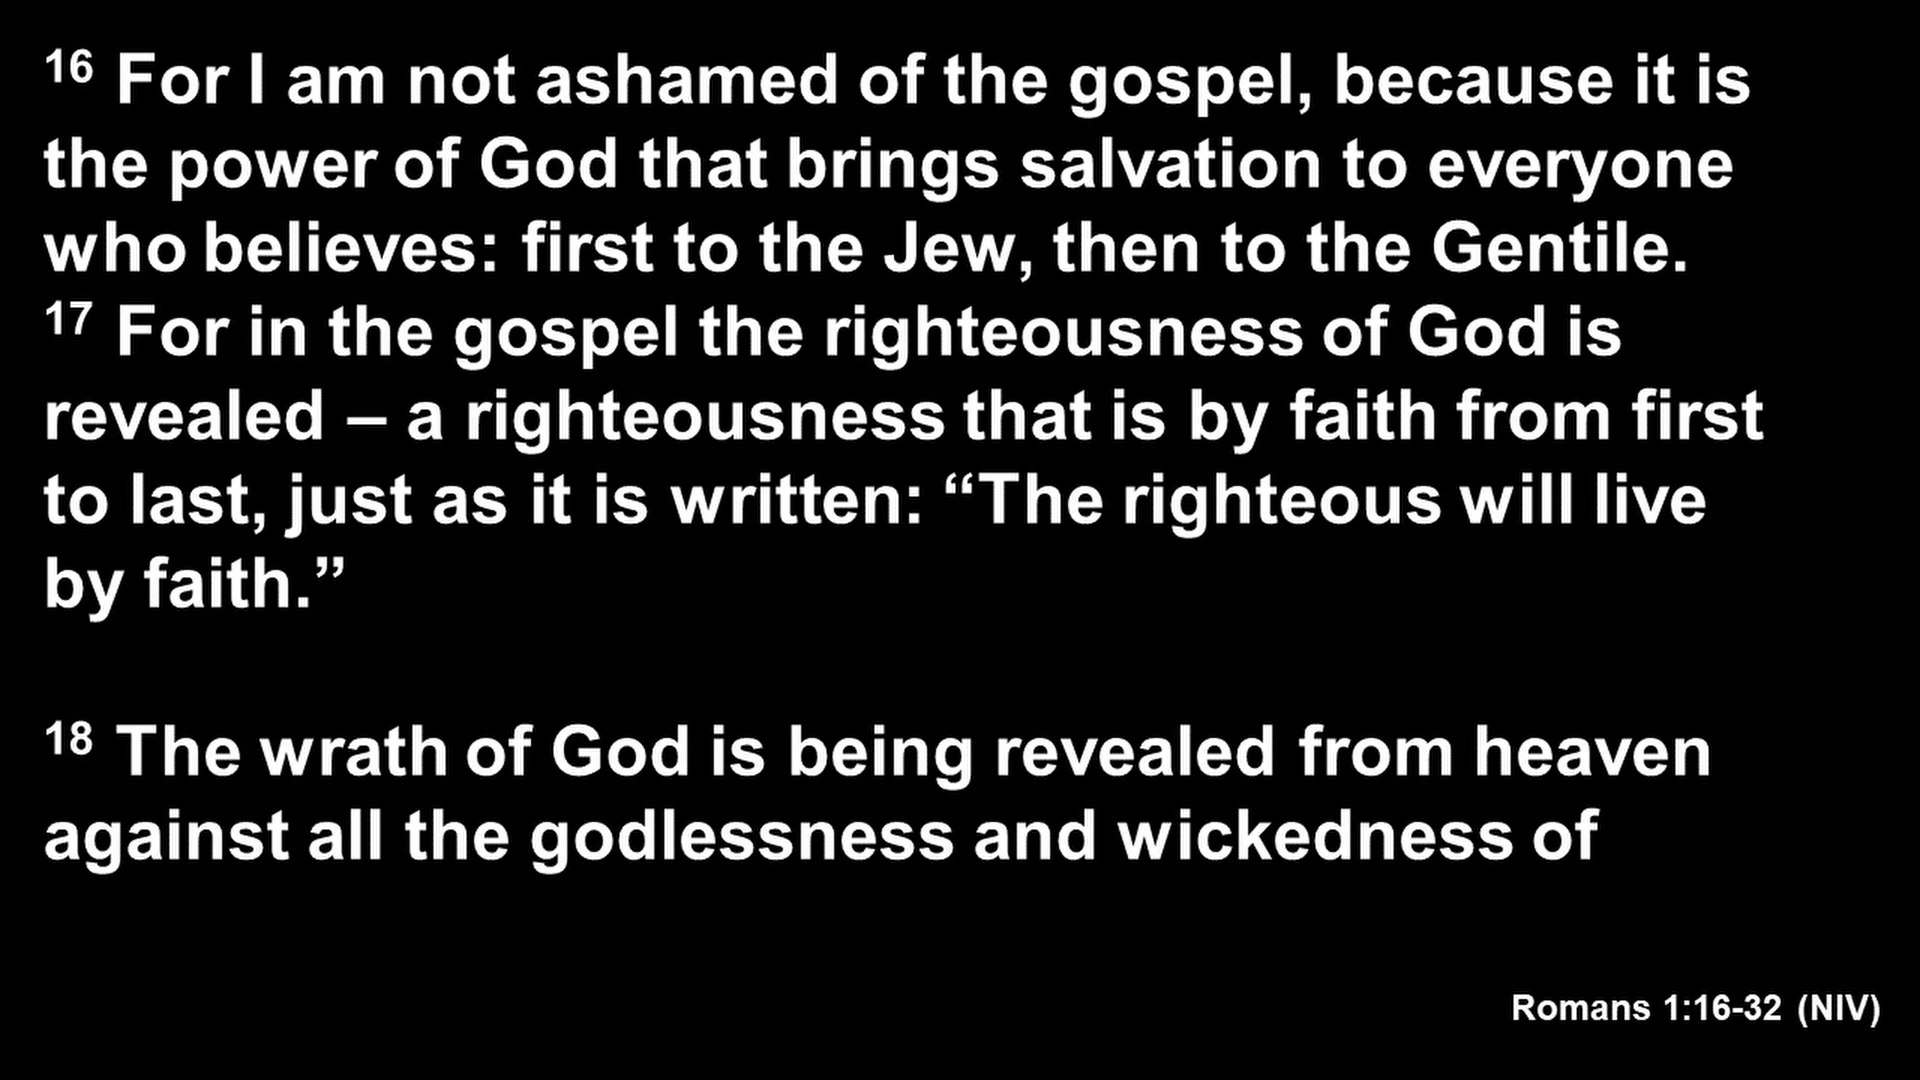 16 For I am not ashamed of the gospel, because it is
the power of God that brings salvation to everyone
who believes: first to the Jew, then to the Gentile.
17 For in the gospel the righteousness of God is
revealed – a righteousness that is by faith from first
to last, just as it is written: “The righteous will live
by faith.”
18 The wrath of God is being revealed from heaven
against all the godlessness and wickedness of
Romans 1:16-32 (NIV)